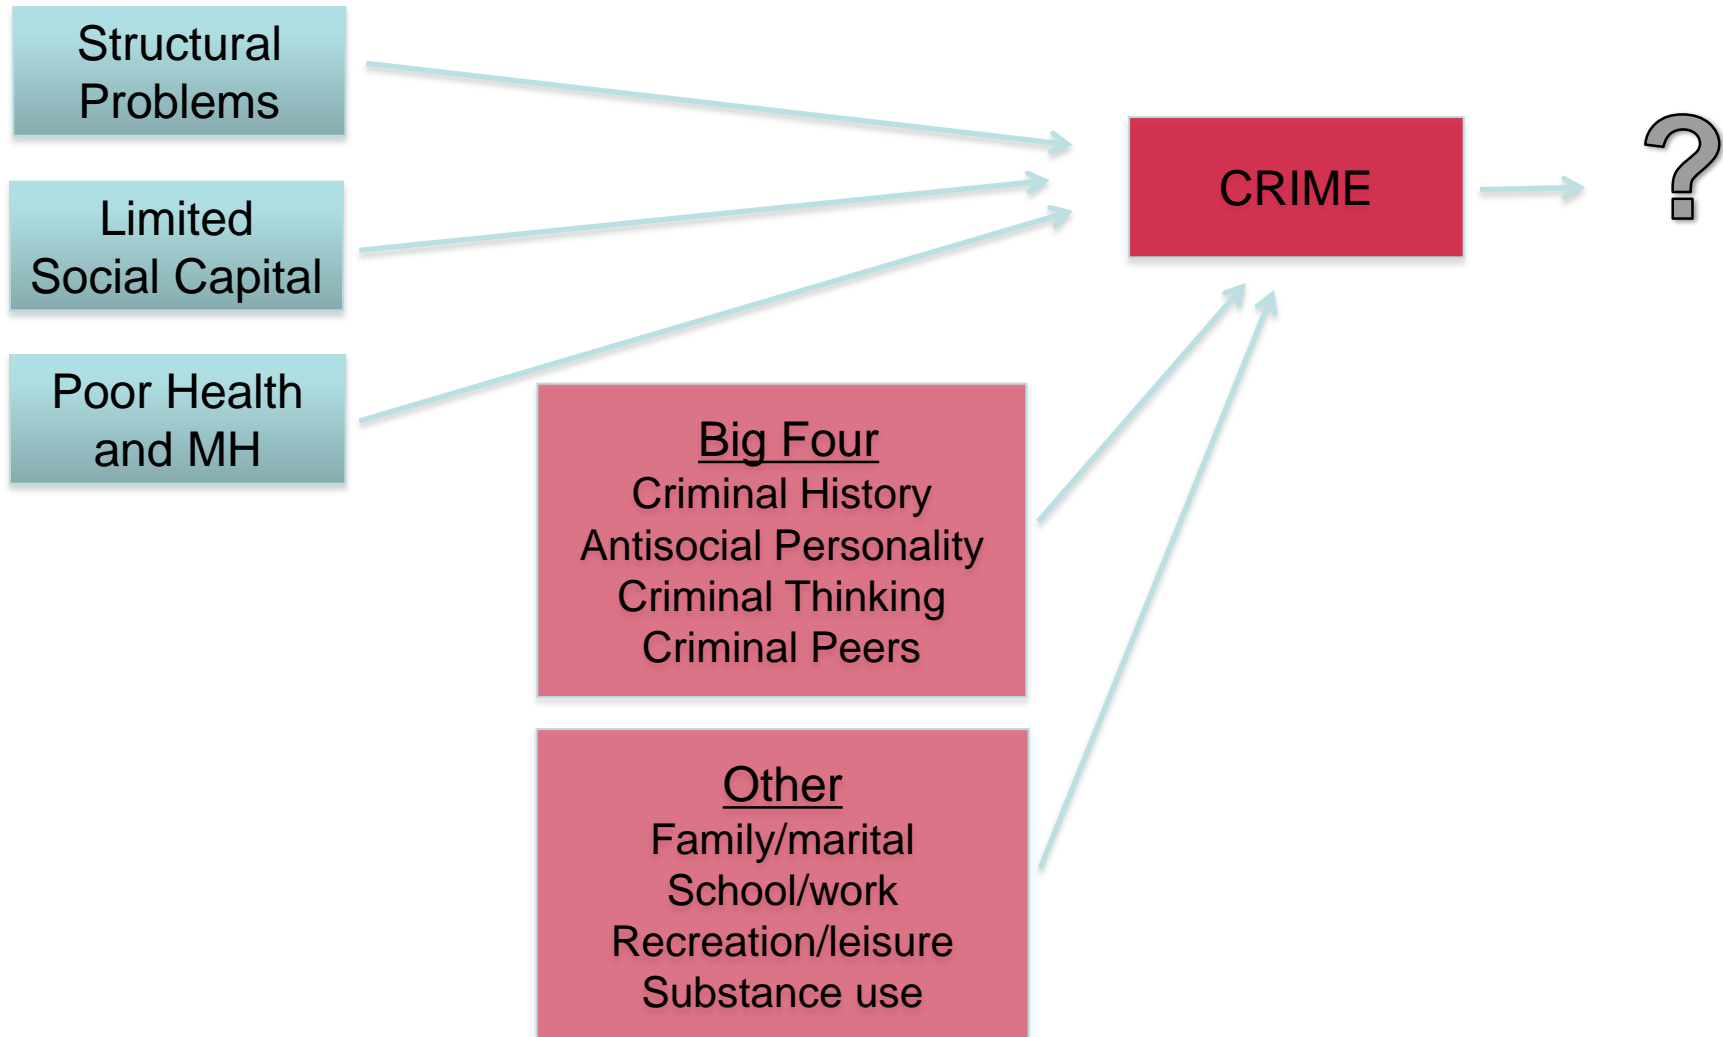 Structural
Problems
Limited
Social Capital
Poor Health
and MH
CRIME
?
Big Four
Criminal History
Antisocial Personality
Criminal Thinking
Criminal Peers
Other
Family/marital
School/work
Recreation/leisure
Substance use